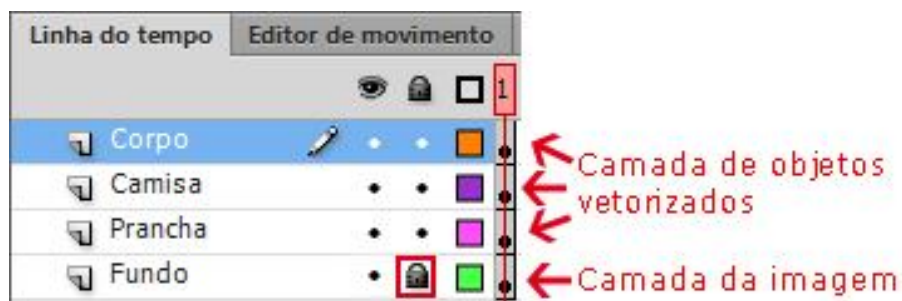 Linha do tempo Editor de movimento
1
Corpo
Camisa
Prancha
Fundo
Camada de objetos
vetorizados
Camada da imagem